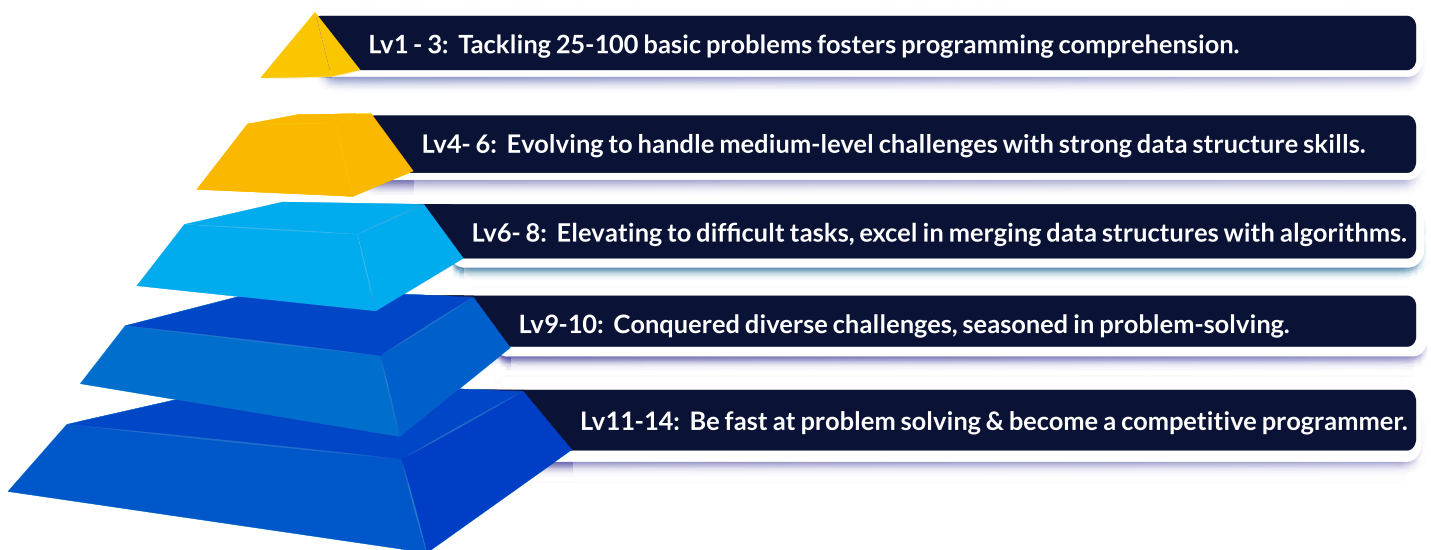 Lv1 - 3: Tackling 25-100 basic problems fosters programming comprehension.
Lv4- 6: Evolving to handle medium-level challenges with strong data structure skills.
Lv6- 8: Elevating to difficult tasks, excel in merging data structures with algorithms.
Lv9-10: Conquered diverse challenges, seasoned in problem-solving.
Lv11-14: Be fast at problem solving & become a competitive programmer.